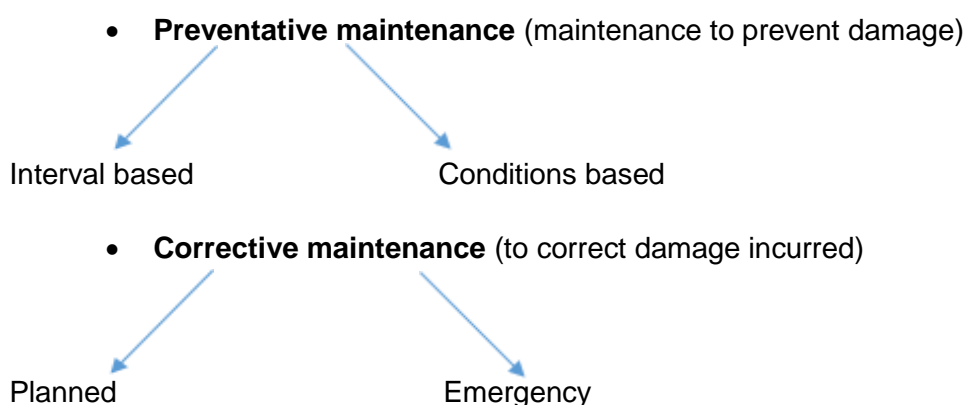 • Preventative maintenance (maintenance to prevent damage)
Interval based Conditions based
• Corrective maintenance (to correct damage incurred)
Planned Emergency